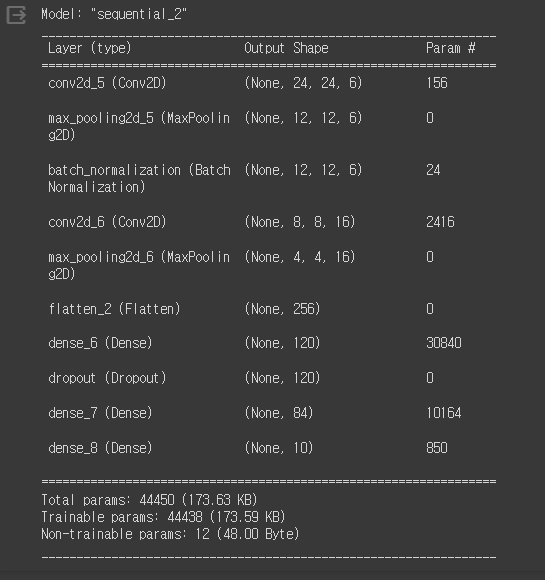 Model: "sequential_2"
_________________________________________________________________
Layer (type) Output Shape Param #
=================================================================
conv2d_5 (Conv2D) (None, 24, 24, 6) 156
max_pooling2d_5 (MaxPoolin (None, 12, 12, 6) 0
g2D)
batch_normalization (Batch (None, 12, 12, 6) 24
Normalization)
conv2d_6 (Conv2D) (None, 8, 8, 16) 2416
max_pooling2d_6 (MaxPoolin (None, 4, 4, 16) 0
g2D)
flatten_2 (Flatten) (None, 256) 0
dense_6 (Dense) (None, 120) 30840
dropout (Dropout) (None, 120) 0
dense_7 (Dense) (None, 84) 10164
dense_8 (Dense) (None, 10) 850
=================================================================
Total params: 44450 (173.63 KB)
Trainable params: 44438 (173.59 KB)
Non-trainable params: 12 (48.00 Byte)
_________________________________________________________________